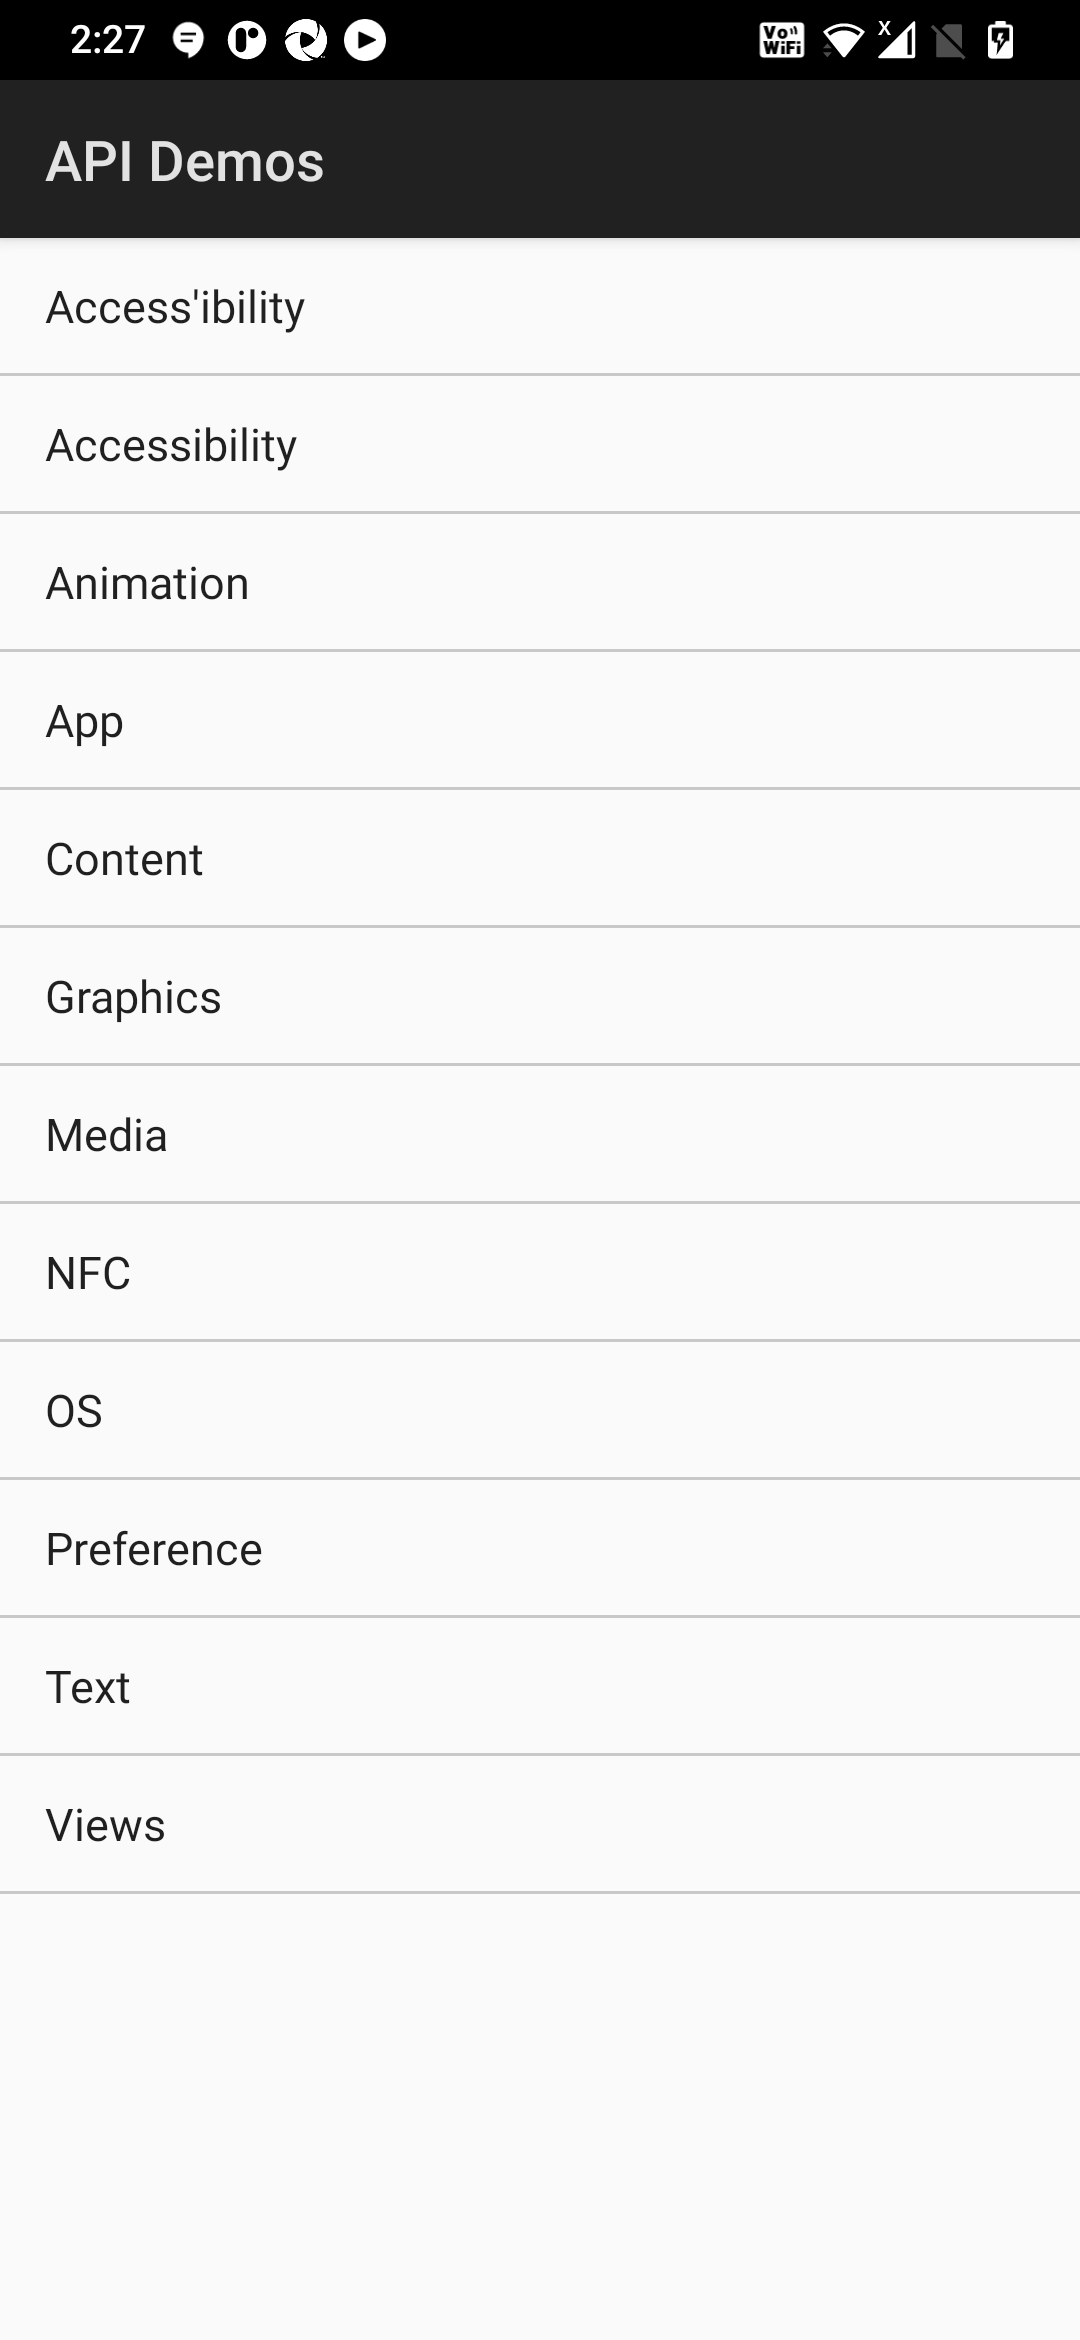 2:27
Vo WiFi
API Demos
Access'ibility
Accessibility
Animation
App
Content
Graphics
Media
NFC
OS
Preference
Text
Views